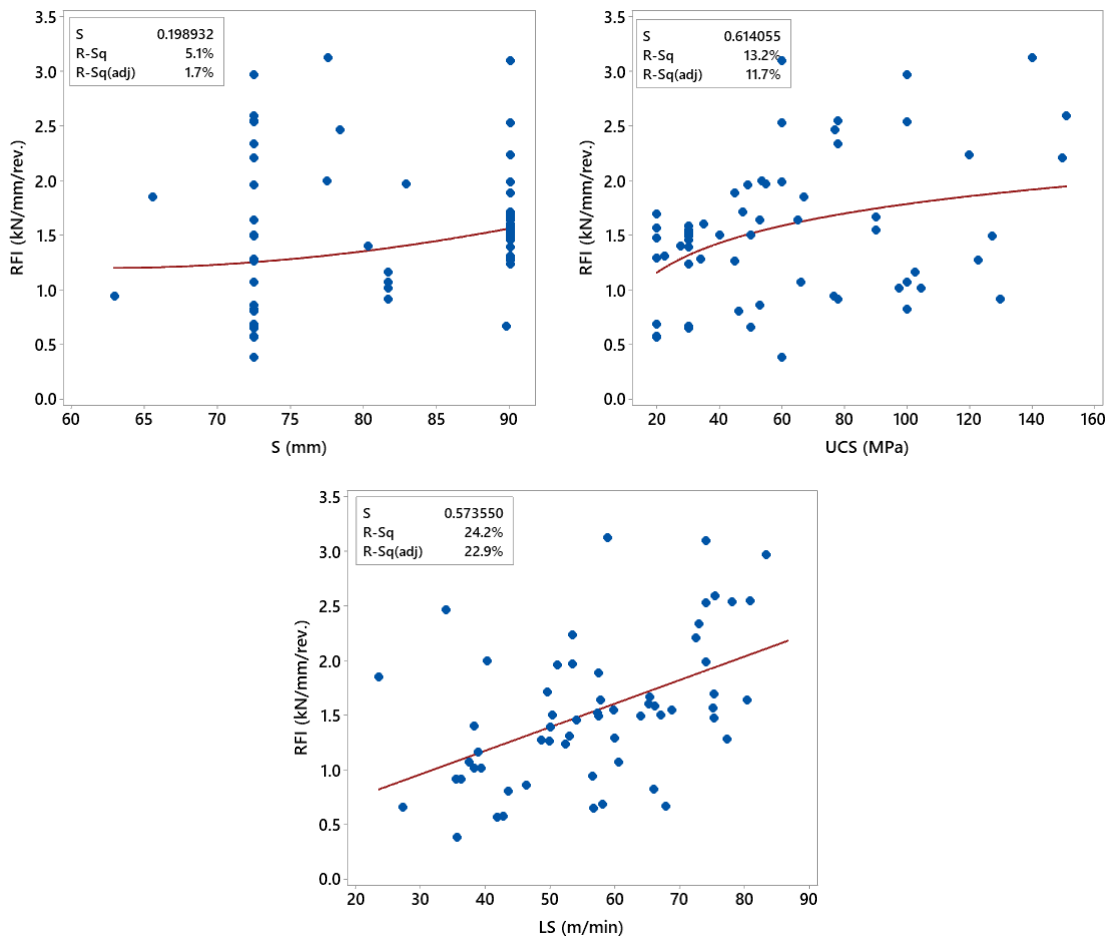 3.5
3.0
2.5
2.0
1.5
1.0
0.5
0.0
RFI (kN/mm/rev.)
S 0.198932
R-Sq 5.1%
R-Sq(adj) 1.7%
60 65 70 75 80 85 90
S (mm)
3.5
3.0
2.5
2.0
1.5
1.0
0.5
0.0
RFI (kN/mm/rev.)
S 0.614055
R-Sq 13.2%
R-Sq(adj) 11.7%
20 40 60 80 100 120 140 160
UCS (MPa)
3.5
3.0
2.5
2.0
1.5
1.0
0.5
0.0
RFI (kN/mm/rev.)
S 0.573550
R-Sq 24.2%
R-Sq(adj) 22.9%
20 30 40 50 60 70 80 90
LS (m/min)